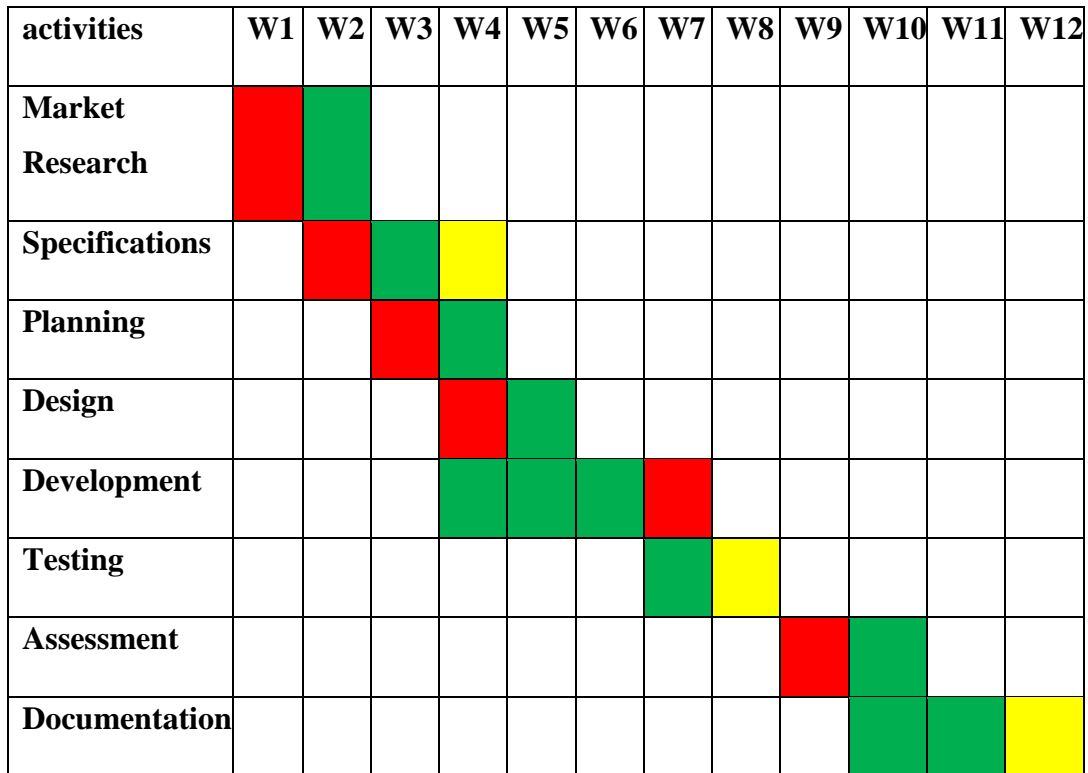 activities W1 W2 W3 W4 W5 W6 W7 W8 W9 W10 W11 W12
Market
Research
Specifications
Planning
Design
Development
Testing
Assessment
Documentation